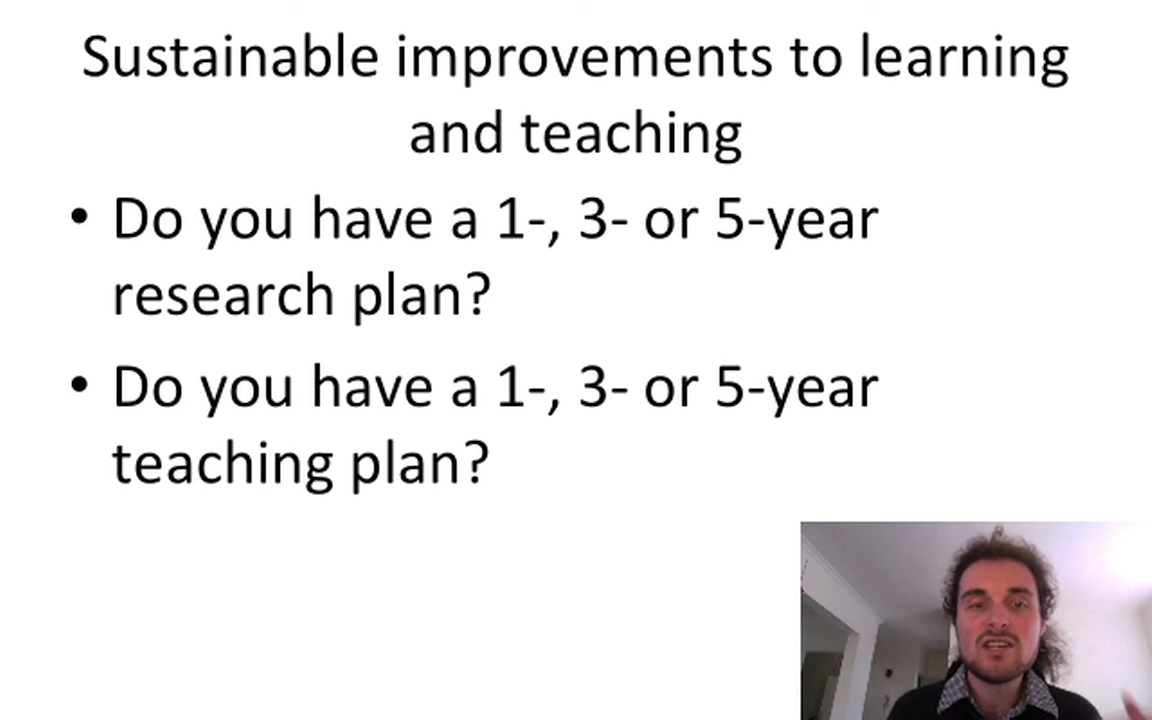 Sustainable improvements to learning
and teaching
• Do you have a 1-, 3- or 5-year
research plan?
• Do you have a 1-, 3- or 5-year
teaching plan?